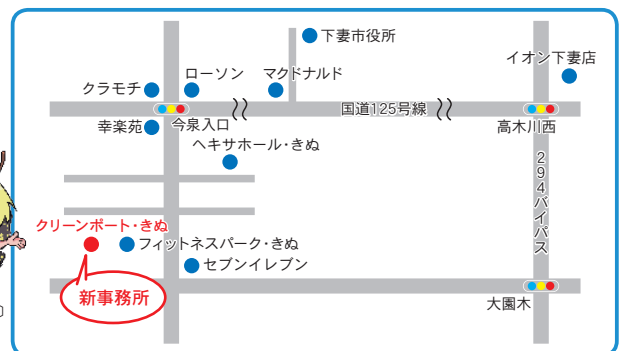 下妻市役所
イオン下妻店
ローソン
マクドナルド
クラモチ
国道125号線
幸楽苑
今泉入口
高木川西
ヘキサホール・きぬ
294バイパス
クリーンポート・きぬ
フィットネスパーク・きぬ
セブンイレブン
新事務所
大園木